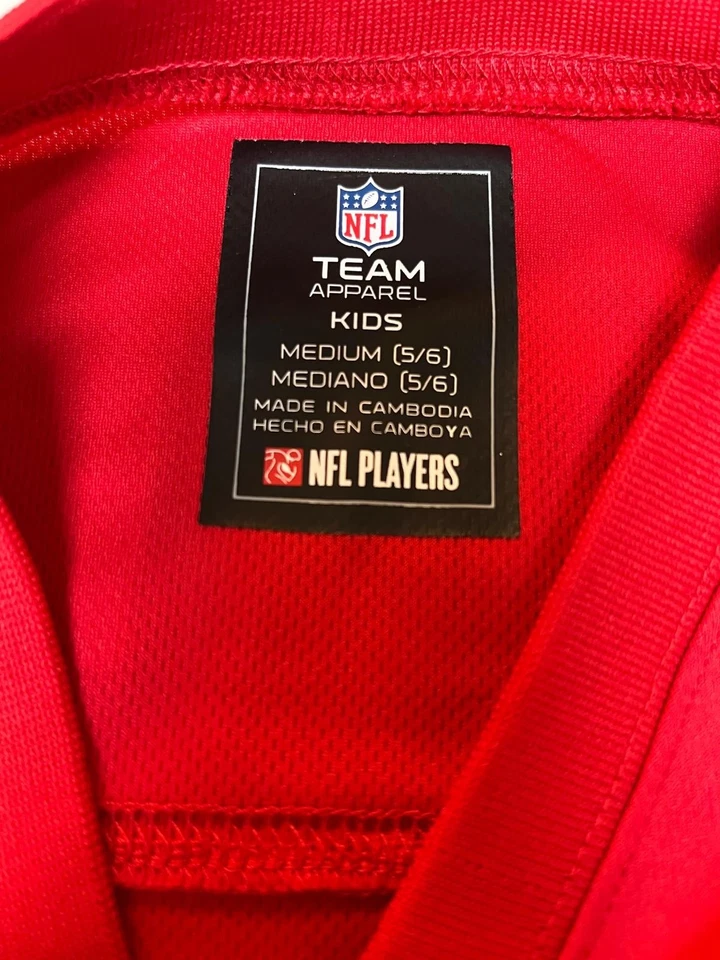 NFL
TEAM
APPAREL
KIDS
MEDIUM (5/6)
MEDIANO (5/6)
MADE IN CAMBODIA
HECHO EN CAMBOYA
NFL PLAYERS